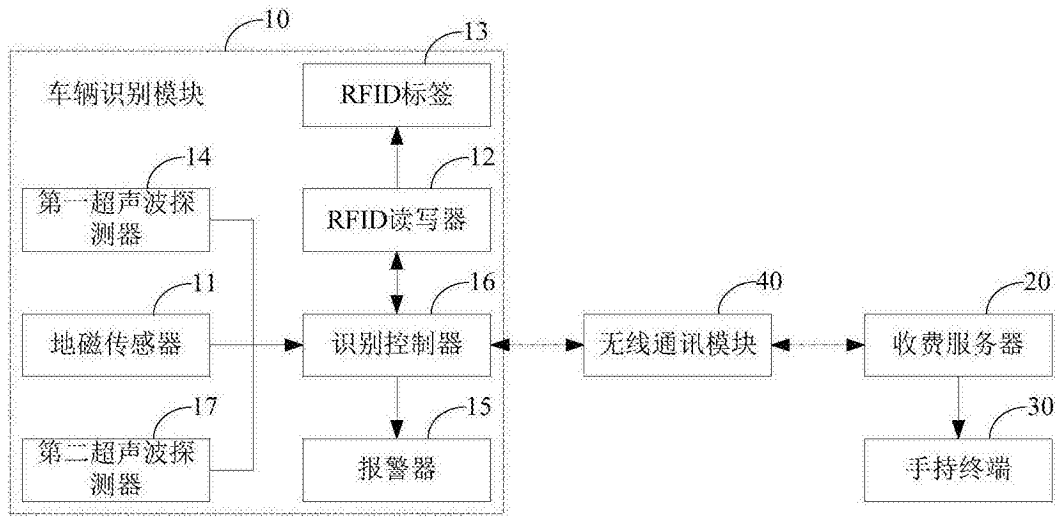 10
13
车辆识别模块
RFID标签
14
12
第一超声波探
测器
RFID读写器
11
16
40
20
地磁传感器
识别控制器
无线通讯模块
收费服务器
17
15
30
第二超声波探
测器
报警器
手持终端